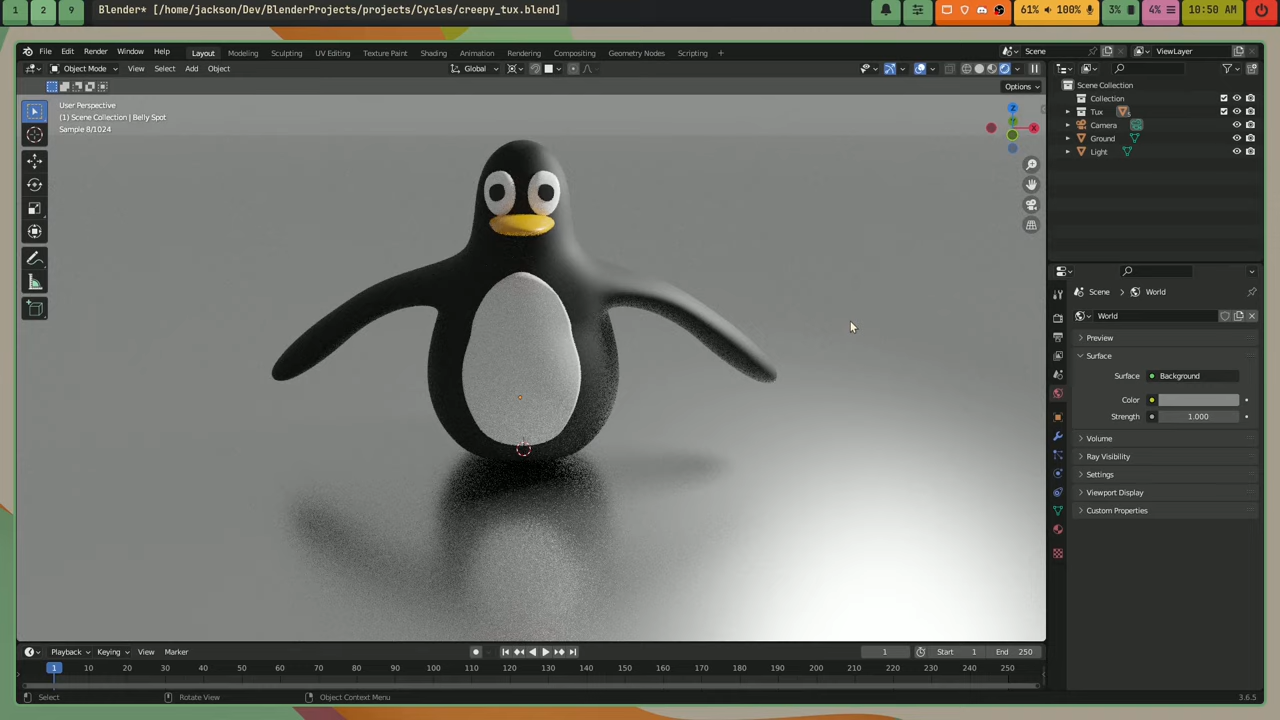 1 2 9 Blender* [/home/jackson/Dev/BlenderProjects/projects/Cycles/creepy_tux.blend] 61% 100% 3% 4% 10:50 AM
File Edit Render Window Help Layout Modeling Sculpting UV Editing Texture Paint Shading Animation Rendering Compositing Geometry Nodes Scripting + Scene ViewLayer
Object Mode View Select Add Object Global
Options
User Perspective
(1) Scene Collection | Belly Spot
Sample 8/1024
Z
Y
X
Scene Collection
Collection
Tux 5
Camera
Ground
Light
Scene World
World
Preview
Surface
Surface Background
Color
Strength 1.000
Volume
Ray Visibility
Settings
Viewport Display
Custom Properties
Playback Keying View Marker 1 Start 1 End 250
1 10 20 30 40 50 60 70 80 90 100 110 120 130 140 150 160 170 180 190 200 210 220 230 240 250
Select Rotate View Object Context Menu 3.6.5